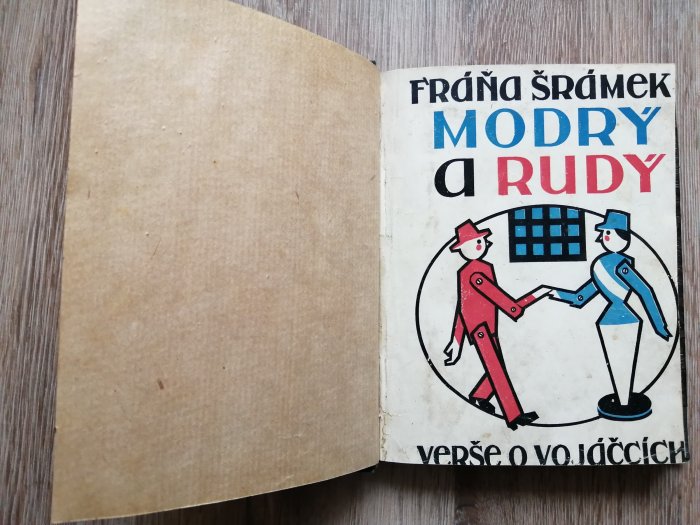 FRÁŇA ŠRÁMEK
MODRÝ
a RUDÝ
VERŠE O VOJÁČCÍCH